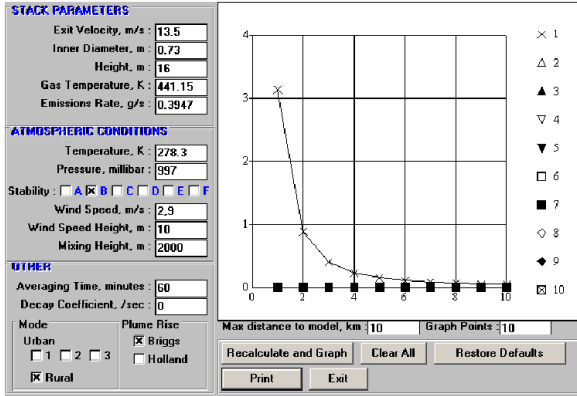 STACK PARAMETERS
Exit Velocity, m/s : 13.5
Inner Diameter, m : 0.73
Height, m : 16
Gas Temperature, K : 441.15
Emissions Rate, g/s : 0.3947
ATMOSPHERIC CONDITIONS
Temperature, K : 278.3
Pressure, millibar : 997
Stability : A B C D E F
Wind Speed, m/s : 2,9
Wind Speed Height, m : 10
Mixing Height, m : 2000
OTHER
Averaging Time, minutes : 60
Decay Coefficient, /sec : 0
Mode
Urban
1 2 3
Rural
Plume Rise
Briggs
Holland
4
3
2
1
0
0 2 4 6 8 10
1
2
3
4
5
6
7
8
9
10
Max distance to model, km : 10 Graph Points : 10
Recalculate and Graph Clear All Restore Defaults
Print Exit